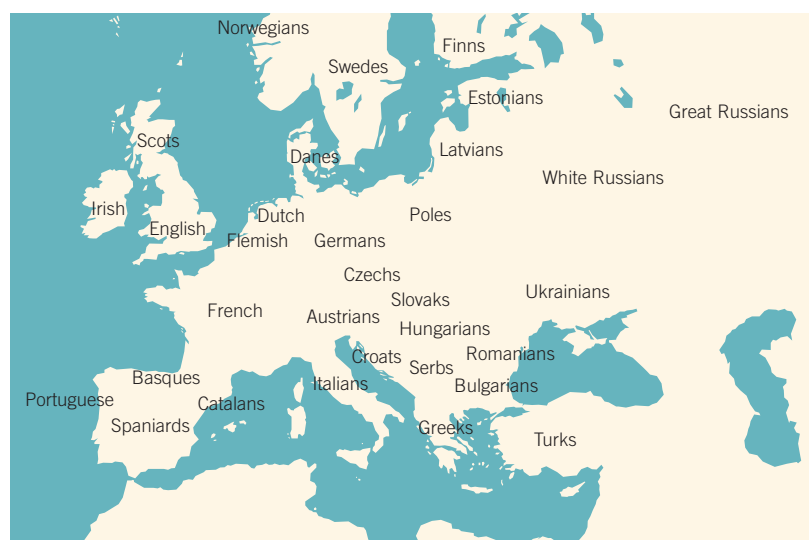 Norwegians
Finns
Swedes
Estonians
Great Russians
Scots
Danes
Latvians
White Russians
Irish
Dutch
Poles
English
Flemish
Germans
Czechs
Slovaks
Ukrainians
French
Austrians
Hungarians
Croats
Romanians
Serbs
Basques
Italians
Bulgarians
Portuguese
Catalans
Spaniards
Greeks
Turks